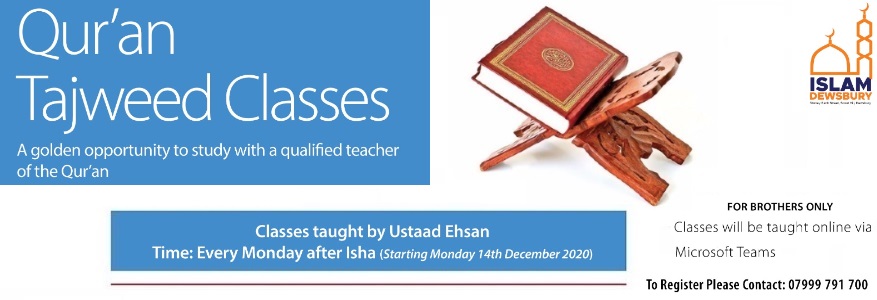 Qur'an
Tajweed Classes
A golden opportunity to study with a qualified teacher
of the Qur'an
ISLAM
DEWSBURY
Classes taught by Ustaad Ehsan
Time: Every Monday after Isha (Starting Monday 14th December 2020)
FOR BROTHERS ONLY
Classes will be taught online via
Microsoft Teams
To Register Please Contact: 07999 791 700